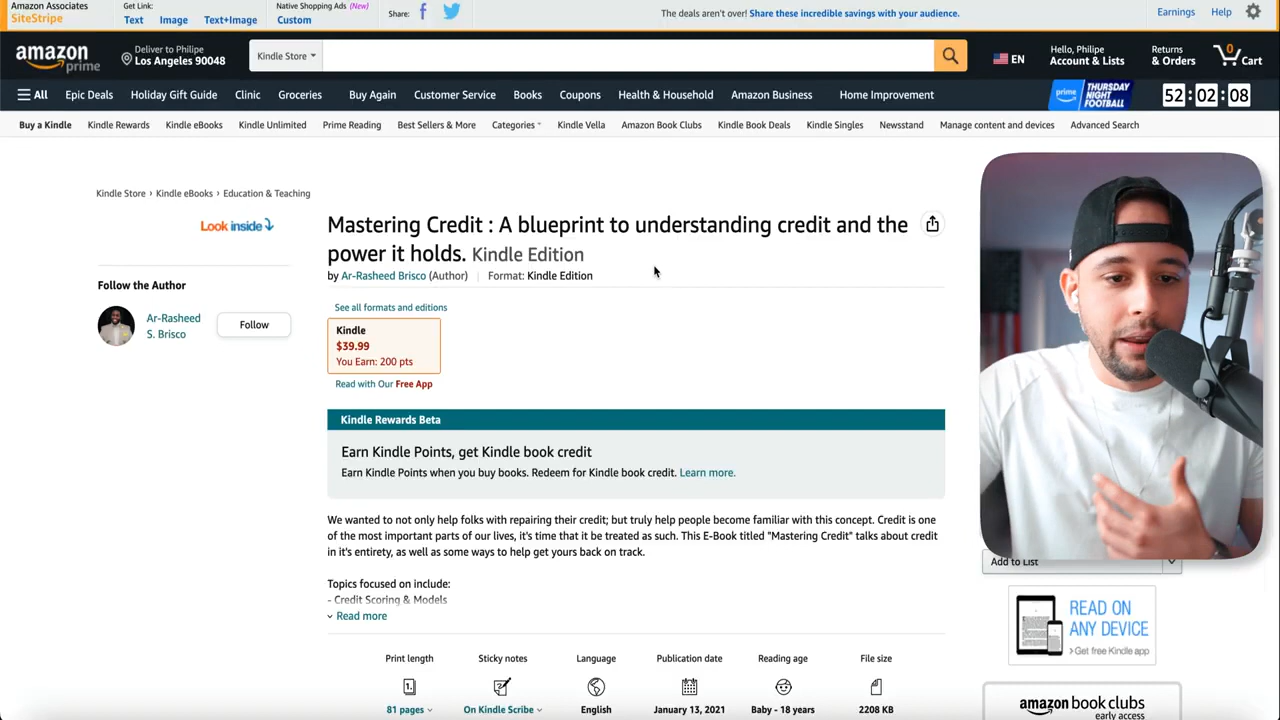 Amazon Associates
SiteStripe
Get Link:
Text
Image
Text+Image
Native Shopping Ads (New)
Custom
Share:
The deals aren't over! Share these incredible savings with your audience.
Earnings
Help
amazon
prime
Deliver to Philipe
Los Angeles 90048
Kindle Store
EN
Hello, Philipe
Account & Lists
Returns
& Orders
0
Cart
All
Epic Deals
Holiday Gift Guide
Clinic
Groceries
Buy Again
Customer Service
Books
Coupons
Health & Household
Amazon Business
Home Improvement
prime
THURSDAY
NIGHT
FOOTBALL
52:02:08
Buy a Kindle
Kindle Rewards
Kindle eBooks
Kindle Unlimited
Prime Reading
Best Sellers & More
Categories
Kindle Vella
Amazon Book Clubs
Kindle Book Deals
Kindle Singles
Newsstand
Manage content and devices
Advanced Search
Kindle Store › Kindle eBooks › Education & Teaching
Look inside
Follow the Author
Ar-Rasheed
S. Brisco
Follow
Mastering Credit : A blueprint to understanding credit and the
power it holds. Kindle Edition
by Ar-Rasheed Brisco (Author)
Format: Kindle Edition
See all formats and editions
Kindle
$39.99
You Earn: 200 pts
Read with Our Free App
Kindle Rewards Beta
Earn Kindle Points, get Kindle book credit
Earn Kindle Points when you buy books. Redeem for Kindle book credit. Learn more.
We wanted to not only help folks with repairing their credit; but truly help people become familiar with this concept. Credit is one
of the most important parts of our lives, it's time that it be treated as such. This E-Book titled "Mastering Credit" talks about credit
in it's entirety, as well as some ways to help get yours back on track.
Topics focused on include:
- Credit Scoring & Models
Read more
Print length
81 pages
Sticky notes
On Kindle Scribe
Language
English
Publication date
January 13, 2021
Reading age
Baby - 18 years
File size
2208 KB
Add to List
READ ON
ANY DEVICE
› Get free Kindle app
amazon book clubs
early access